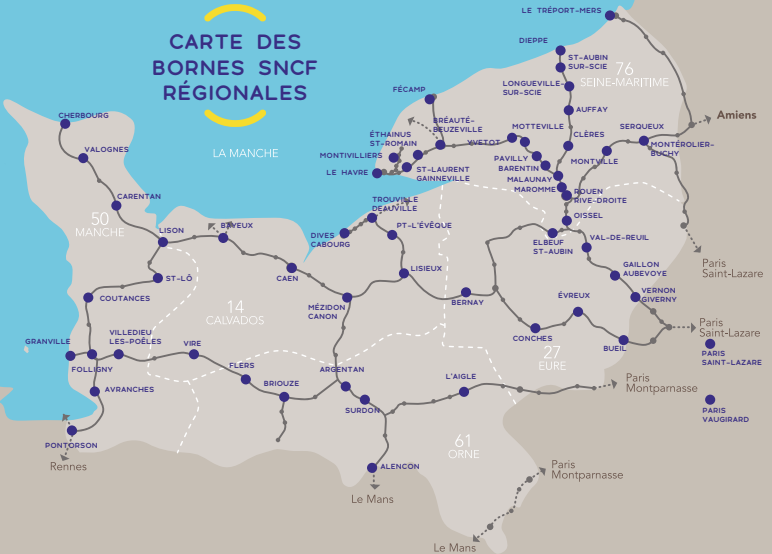 CARTE DES
BORNES SNCF
RÉGIONALES
LE TRÉPORT-MERS
DIEPPE
ST-AUBIN
SUR-SCIE
76
SEINE-MARITIME
LONGUEVILLE-
SUR-SCIE
FÉCAMP
AUFFAY
Amiens
CHERBOURG
BRÉAUTÉ-
BEUZEVILLE
MOTTEVILLE
SERQUEUX
ÉTHAINUS
ST-ROMAIN
YVETOT
CLÈRES
MONTÉROLIER-
BUCHY
VALOGNES
LA MANCHE
MONTIVILLIERS
PAVILLY
MONTVILLE
LE HAVRE
ST-LAURENT
GAINNEVILLE
BARENTIN
MALAUNAY
MAROMME
ROUEN
RIVE-DROITE
CARENTAN
TROUVILLE
DEAUVILLE
50
MANCHE
OISSEL
LISON
BAYEUX
DIVES
CABOURG
PT-L'ÉVÊQUE
ELBEUF
ST-AUBIN
VAL-DE-REUIL
Paris
Saint-Lazare
ST-LÔ
CAEN
LISIEUX
GAILLON
AUBEVOYE
COUTANCES
14
CALVADOS
MÉZIDON
CANON
BERNAY
ÉVREUX
VERNON
GIVERNY
Paris
Saint-Lazare
GRANVILLE
VILLEDIEU
LES-POÊLES
VIRE
CONCHES
BUEIL
PARIS
SAINT-LAZARE
FOLLIGNY
FLERS
ARGENTAN
27
EURE
AVRANCHES
BRIOUZE
SURDON
L'AIGLE
Paris
Montparnasse
PARIS
VAUGIRARD
PONTORSON
Rennes
61
ORNE
ALENCON
Le Mans
Paris
Montparnasse
Le Mans